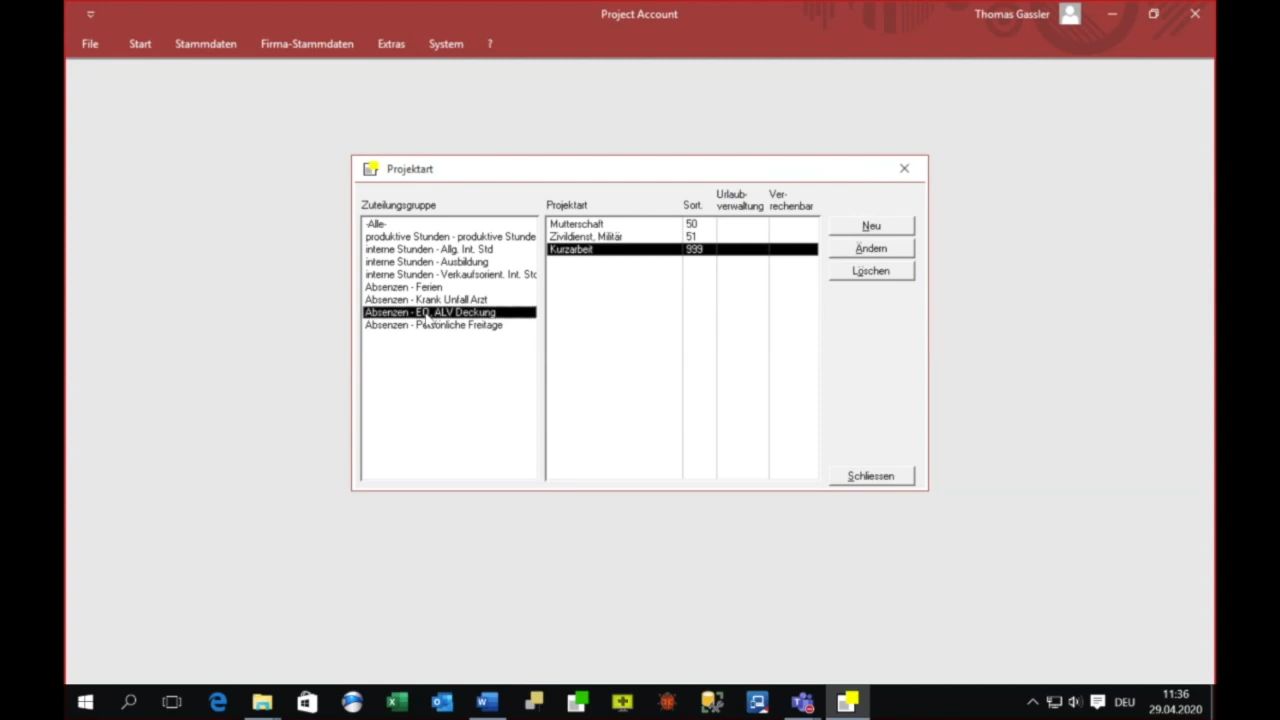 Project Account
Thomas Gassler
File Start Stammdaten Firma-Stammdaten Extras System ?
Projektart
Zuteilungsgruppe
-Alle-
produktive Stunden - produktive Stunde
interne Stunden - Allg. Int. Std
interne Stunden - Ausbildung
interne Stunden - Verkaufsorient. Int. Std
Absenzen - Ferien
Absenzen - Krank Unfall Arzt
Absenzen - EO, ALV Deckung
Absenzen - Persönliche Freitage
Projektart Sort. Urlaub-verwaltung Ver-rechenbar
Mutterschaft 50
Zivildienst, Militär 51
Kurzarbeit 999
Neu
Ändern
Löschen
Schliessen
DEU
11:36
29.04.2020